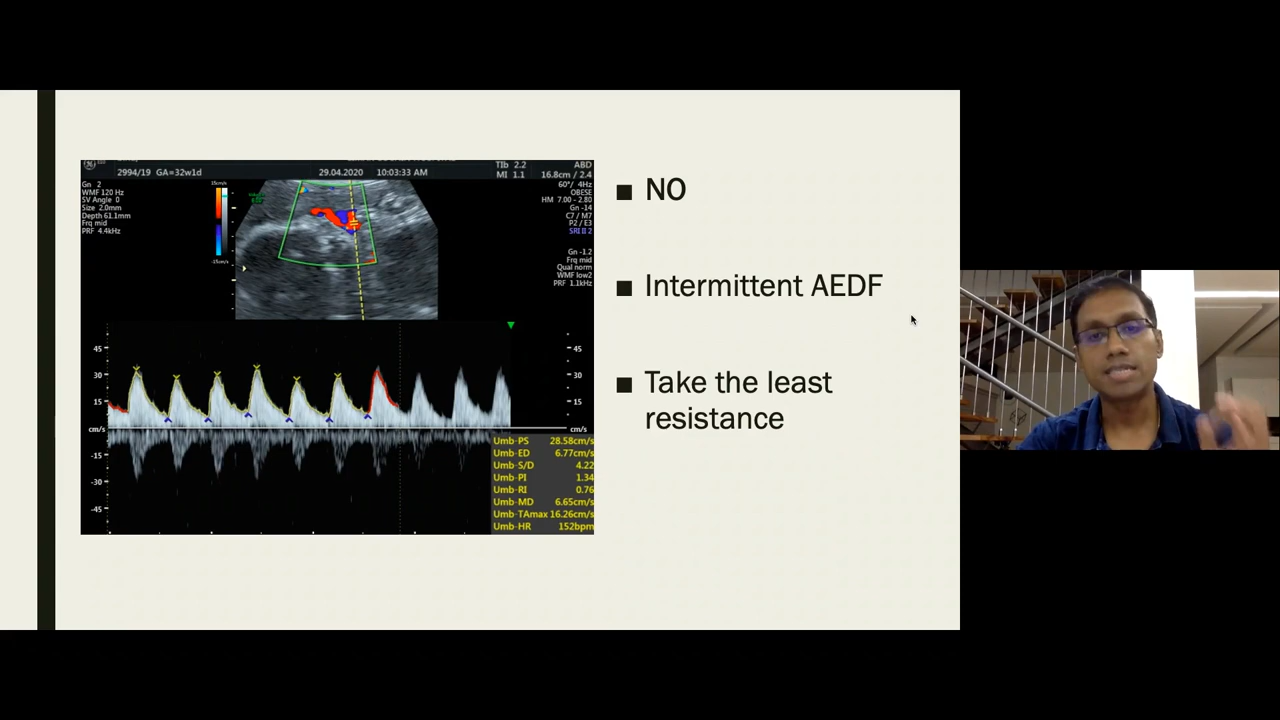 2994/19 GA=32w1d
29.04.2020 10:03:33 AM
TIb 2.2
MI 1.1
ABD
16.8cm / 2.4
60°/ 4Hz
OBESE
HM 7.00 - 2.80
Gn -14
C7 / M7
P2 / E3
SRI II 2
Gn -1.2
Frq mid
Qual norm
WMF low2
PRF 1.1kHz
Gn 2
WMF 120 Hz
SV Angle 0
Size 2.0mm
Depth 61.1mm
Frq mid
PRF 4.4kHz
15cm/s
-15cm/s
45
30
15
cm/s
-15
-30
-45
45
30
15
cm/s
Umb-PS 28.58cm/s
Umb-ED 6.77cm/s
Umb-S/D 4.22
Umb-PI 1.34
Umb-RI 0.76
Umb-MD 6.65cm/s
Umb-TAmax 16.26cm/s
Umb-HR 152bpm
■ NO
■ Intermittent AEDF
■ Take the least
resistance